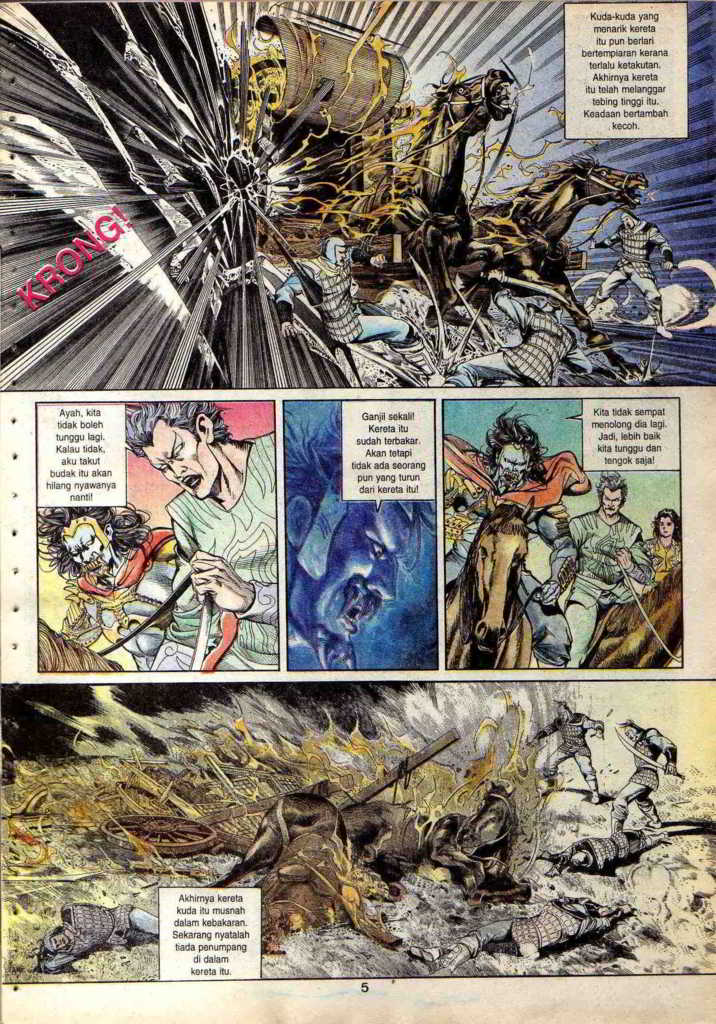 Kuda-kuda yang
menarik kereta
itu pun berlari
bertempiaran kerana
terlalu ketakutan.
Akhirnya kereta
itu telah melanggar
tebing tinggi itu.
Keadaan bertambah
kecoh.
KRONG!
Ayah, kita
tidak boleh
tunggu lagi.
Kalau tidak,
aku takut
budak itu akan
hilang nyawanya
nanti!
Ganjil sekali!
Kereta itu
sudah terbakar.
Akan tetapi
tidak ada seorang
pun yang turun
dari kereta itu!
Kita tidak sempat
menolong dia lagi.
Jadi, lebih baik
kita tunggu dan
tengok saja!
Akhirnya kereta
kuda itu musnah
dalam kebakaran.
Sekarang nyatalah
tiada penumpang
di dalam
kereta itu.
5